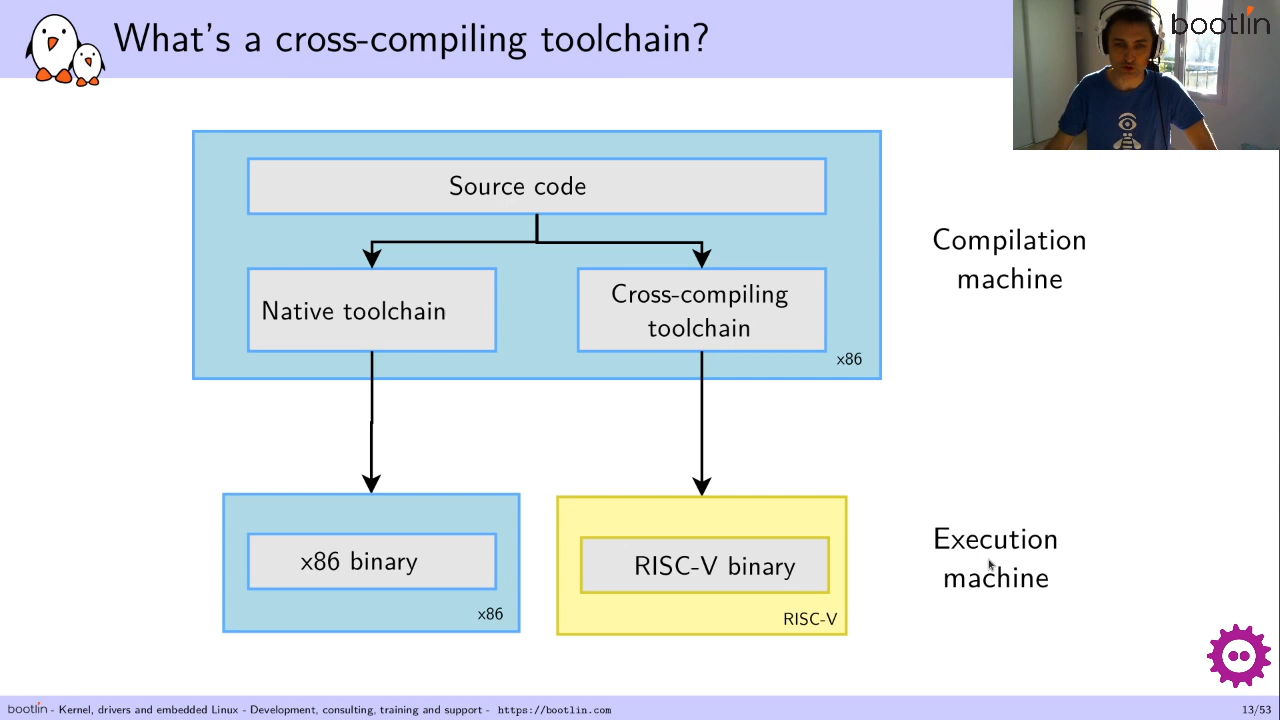 What's a cross-compiling toolchain?
bootlin
Source code
Compilation
machine
Native toolchain
Cross-compiling
toolchain
x86
x86 binary
x86
RISC-V binary
RISC-V
Execution
machine
bootlin - Kernel, drivers and embedded Linux - Development, consulting, training and support - https://bootlin.com
13/53